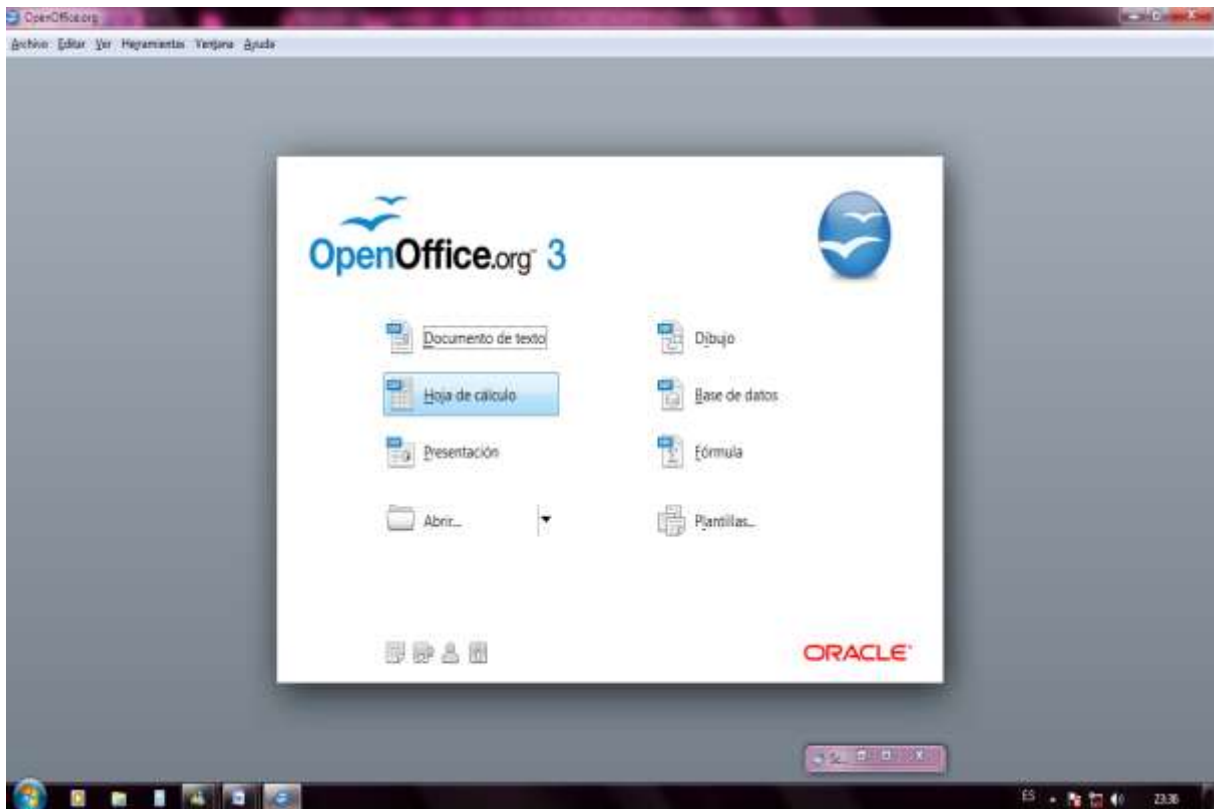 OpenOffice.org
Archivo Editar Ver Herramientas Ventana Ayuda
OpenOffice.org™ 3
Documento de texto
Dibujo
Hoja de cálculo
Base de datos
Presentación
Fórmula
Abrir...
Plantillas...
ORACLE®
ES
23:36